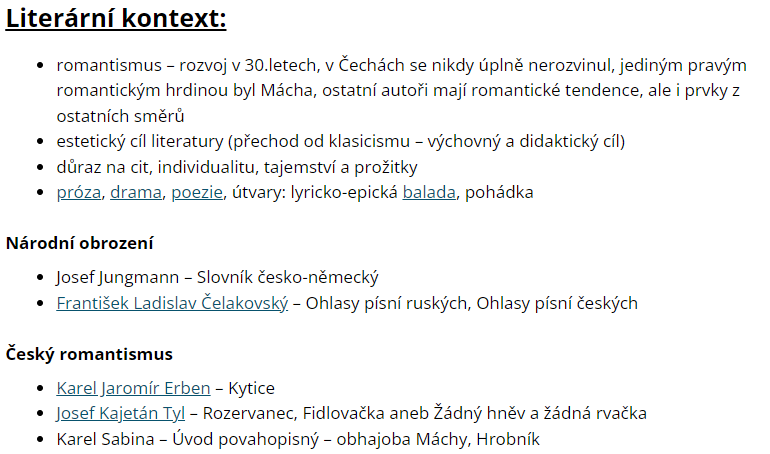 Literární kontext:
• romantismus – rozvoj v 30.letech, v Čechách se nikdy úplně nerozvinul, jediným pravým
romantickým hrdinou byl Mácha, ostatní autoři mají romantické tendence, ale i prvky z
ostatních směrů
• estetický cíl literatury (přechod od klasicismu – výchovný a didaktický cíl)
• důraz na cit, individualitu, tajemství a prožitky
• próza, drama, poezie, útvary: lyricko-epická balada, pohádka
Národní obrození
• Josef Jungmann – Slovník česko-německý
• František Ladislav Čelakovský – Ohlasy písní ruských, Ohlasy písní českých
Český romantismus
• Karel Jaromír Erben – Kytice
• Josef Kajetán Tyl – Rozervanec, Fidlovačka aneb Žádný hněv a žádná rvačka
• Karel Sabina – Úvod povahopisný – obhajoba Máchy, Hrobník